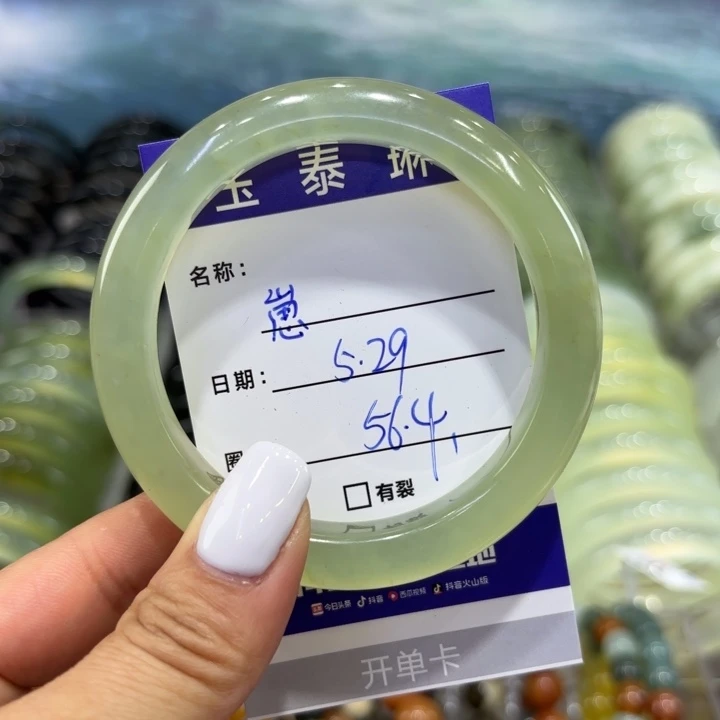 玉 泰 琳
名称： 崽
日期： 5.29
圈 56.4
有裂
今日头条 抖音 西瓜视频 抖音火山版
开单卡